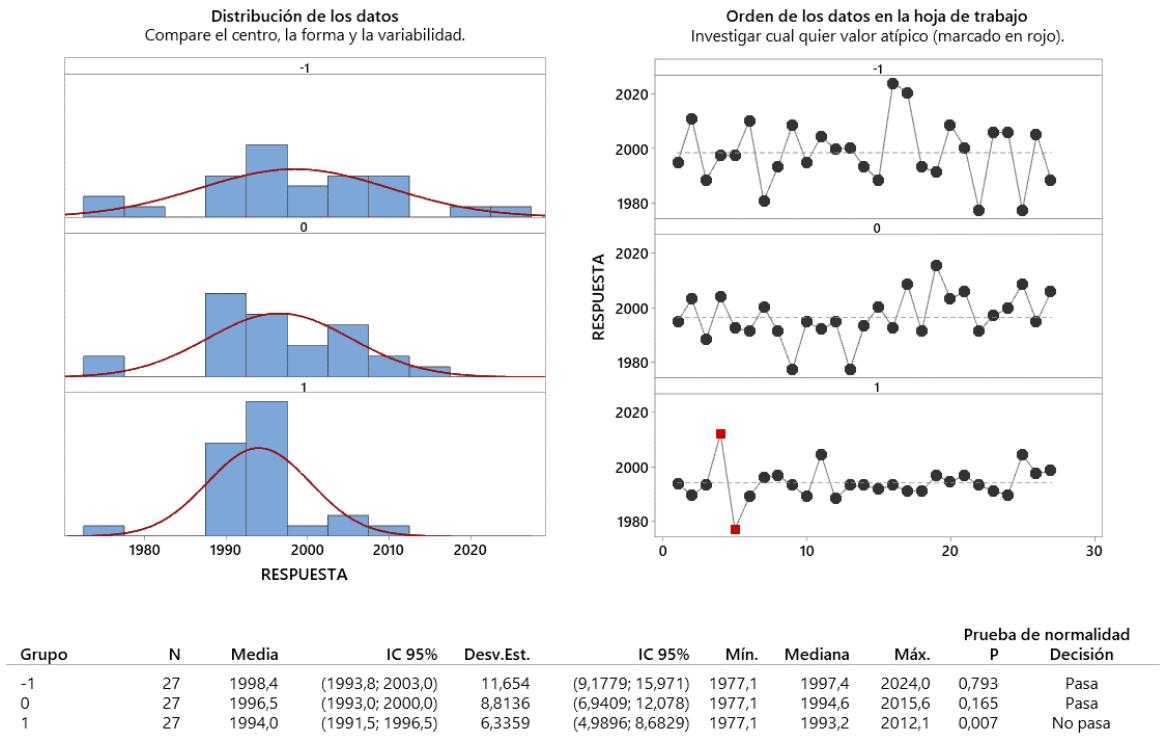 Distribución de los datos
Compare el centro, la forma y la variabilidad.
-1
0
1
1980 1990 2000 2010 2020
RESPUESTA
Orden de los datos en la hoja de trabajo
Investigar cual quier valor atípico (marcado en rojo).
-1
2020
2000
1980
0
2020
2000
1980
RESPUESTA
1
2020
2000
1980
0 10 20 30
Prueba de normalidad
Grupo N Media IC 95% Desv.Est. IC 95% Mín. Mediana Máx. P Decisión
-1 27 1998,4 (1993,8; 2003,0) 11,654 (9,1779; 15,971) 1977,1 1997,4 2024,0 0,793 Pasa
0 27 1996,5 (1993,0; 2000,0) 8,8136 (6,9409; 12,078) 1977,1 1994,6 2015,6 0,165 Pasa
1 27 1994,0 (1991,5; 1996,5) 6,3359 (4,9896; 8,6829) 1977,1 1993,2 2012,1 0,007 No pasa